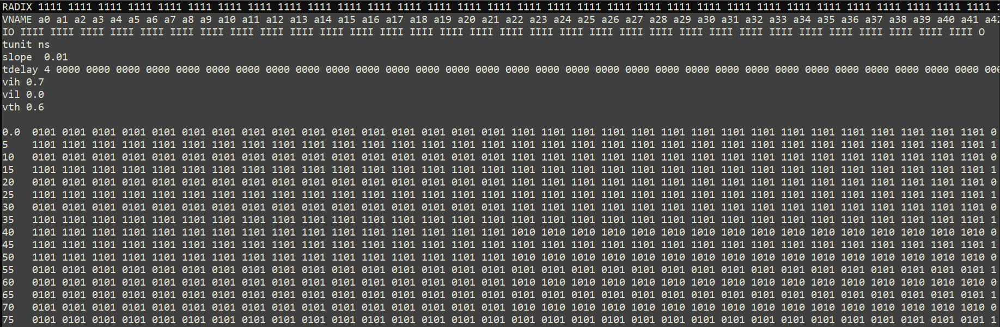 RADIX 1111 1111 1111 1111 1111 1111 1111 1111 1111 1111 1111 1111 1111 1111 1111 1111 1111 1111 1111 1111 1111 1111 1111 1111 1111 1111 1111 1111 1111 1111 1111 1111 1
VNAME a0 a1 a2 a3 a4 a5 a6 a7 a8 a9 a10 a11 a12 a13 a14 a15 a16 a17 a18 a19 a20 a21 a22 a23 a24 a25 a26 a27 a28 a29 a30 a31 a32 a33 a34 a35 a36 a37 a38 a39 a40 a41 a42
IO IIII IIII IIII IIII IIII IIII IIII IIII IIII IIII IIII IIII IIII IIII IIII IIII IIII IIII IIII IIII IIII IIII IIII IIII IIII IIII IIII IIII IIII IIII IIII IIII O
tunit ns
slope  0.01
tdelay 4 0000 0000 0000 0000 0000 0000 0000 0000 0000 0000 0000 0000 0000 0000 0000 0000 0000 0000 0000 0000 0000 0000 0000 0000 0000 0000 0000 0000 0000 0000 0000 000
vih 0.7
vil 0.0
vth 0.6
0.0  0101 0101 0101 0101 0101 0101 0101 0101 0101 0101 0101 0101 0101 0101 0101 0101 1101 1101 1101 1101 1101 1101 1101 1101 1101 1101 1101 1101 1101 1101 1101 1101 0
5    1101 1101 1101 1101 1101 1101 1101 1101 1101 1101 1101 1101 1101 1101 1101 1101 1101 1101 1101 1101 1101 1101 1101 1101 1101 1101 1101 1101 1101 1101 1101 1101 1
10   0101 0101 0101 0101 0101 0101 0101 0101 0101 0101 0101 0101 0101 0101 0101 0101 1101 1101 1101 1101 1101 1101 1101 1101 1101 1101 1101 1101 1101 1101 1101 1101 0
15   1101 1101 1101 1101 1101 1101 1101 1101 1101 1101 1101 1101 1101 1101 1101 1101 1101 1101 1101 1101 1101 1101 1101 1101 1101 1101 1101 1101 1101 1101 1101 1101 1
20   0101 0101 0101 0101 0101 0101 0101 0101 0101 0101 0101 0101 0101 0101 0101 0101 1101 1101 1101 1101 1101 1101 1101 1101 1101 1101 1101 1101 1101 1101 1101 1101 0
25   1101 1101 1101 1101 1101 1101 1101 1101 1101 1101 1101 1101 1101 1101 1101 1101 1101 1101 1101 1101 1101 1101 1101 1101 1101 1101 1101 1101 1101 1101 1101 1101 1
30   0101 0101 0101 0101 0101 0101 0101 0101 0101 0101 0101 0101 0101 0101 0101 0101 1101 1101 1101 1101 1101 1101 1101 1101 1101 1101 1101 1101 1101 1101 1101 1101 0
35   1101 1101 1101 1101 1101 1101 1101 1101 1101 1101 1101 1101 1101 1101 1101 1101 1101 1101 1101 1101 1101 1101 1101 1101 1101 1101 1101 1101 1101 1101 1101 1101 1
40   1101 1101 1101 1101 1101 1101 1101 1101 1101 1101 1101 1101 1101 1101 1101 1101 1010 1010 1010 1010 1010 1010 1010 1010 1010 1010 1010 1010 1010 1010 1010 1010 0
45   1101 1101 1101 1101 1101 1101 1101 1101 1101 1101 1101 1101 1101 1101 1101 1101 1101 1101 1101 1101 1101 1101 1101 1101 1101 1101 1101 1101 1101 1101 1101 1101 1
50   1101 1101 1101 1101 1101 1101 1101 1101 1101 1101 1101 1101 1101 1101 1101 1101 1010 1010 1010 1010 1010 1010 1010 1010 1010 1010 1010 1010 1010 1010 1010 1010 0
55   0101 0101 0101 0101 0101 0101 0101 0101 0101 0101 0101 0101 0101 0101 0101 0101 0101 0101 0101 0101 0101 0101 0101 0101 0101 0101 0101 0101 0101 0101 0101 0101 1
60   0101 0101 0101 0101 0101 0101 0101 0101 0101 0101 0101 0101 0101 0101 0101 0101 1010 1010 1010 1010 1010 1010 1010 1010 1010 1010 1010 1010 1010 1010 1010 1010 0
65   0101 0101 0101 0101 0101 0101 0101 0101 0101 0101 0101 0101 0101 0101 0101 0101 0101 0101 0101 0101 0101 0101 0101 0101 0101 0101 0101 0101 0101 0101 0101 0101 1
70   0101 0101 0101 0101 0101 0101 0101 0101 0101 0101 0101 0101 0101 0101 0101 0101 1010 1010 1010 1010 1010 1010 1010 1010 1010 1010 1010 1010 1010 1010 1010 1010 0
75   0101 0101 0101 0101 0101 0101 0101 0101 0101 0101 0101 0101 0101 0101 0101 0101 0101 0101 0101 0101 0101 0101 0101 0101 0101 0101 0101 0101 0101 0101 0101 0101 1